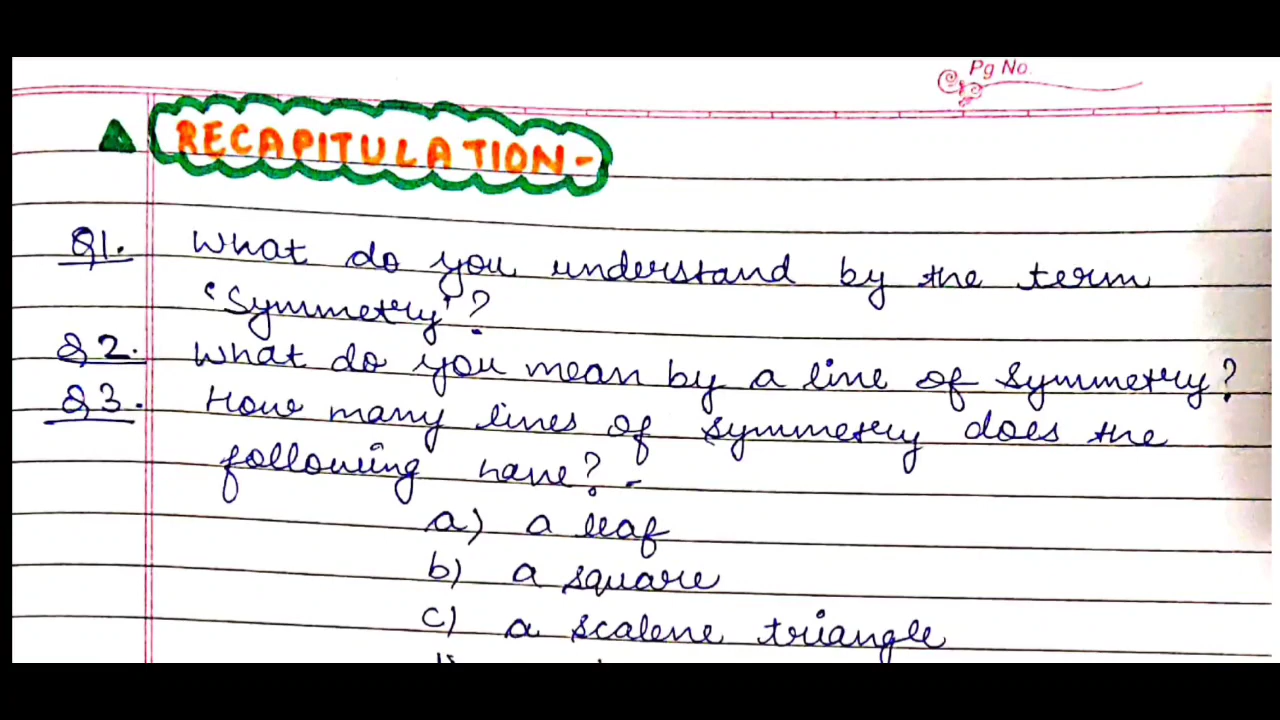 Pg No.
RECAPITULATION-
Q1. What do you understand by the term
'Symmetry'?
Q2. What do you mean by a line of symmetry?
Q3. How many lines of symmetry does the
following have? -
a) a leaf
b) a square
c) a scalene triangle